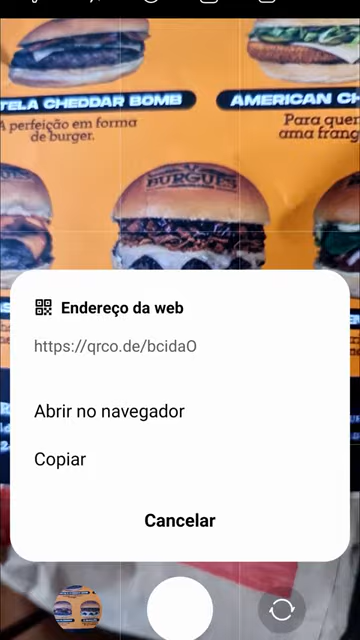 TELA CHEDDAR BOMB
AMERICAN CH
A perfeição em forma
de burger.
Para quer
ama frang
BURGUES
Endereço da web
https://qrco.de/bcidaO
Abrir no navegador
Copiar
Cancelar